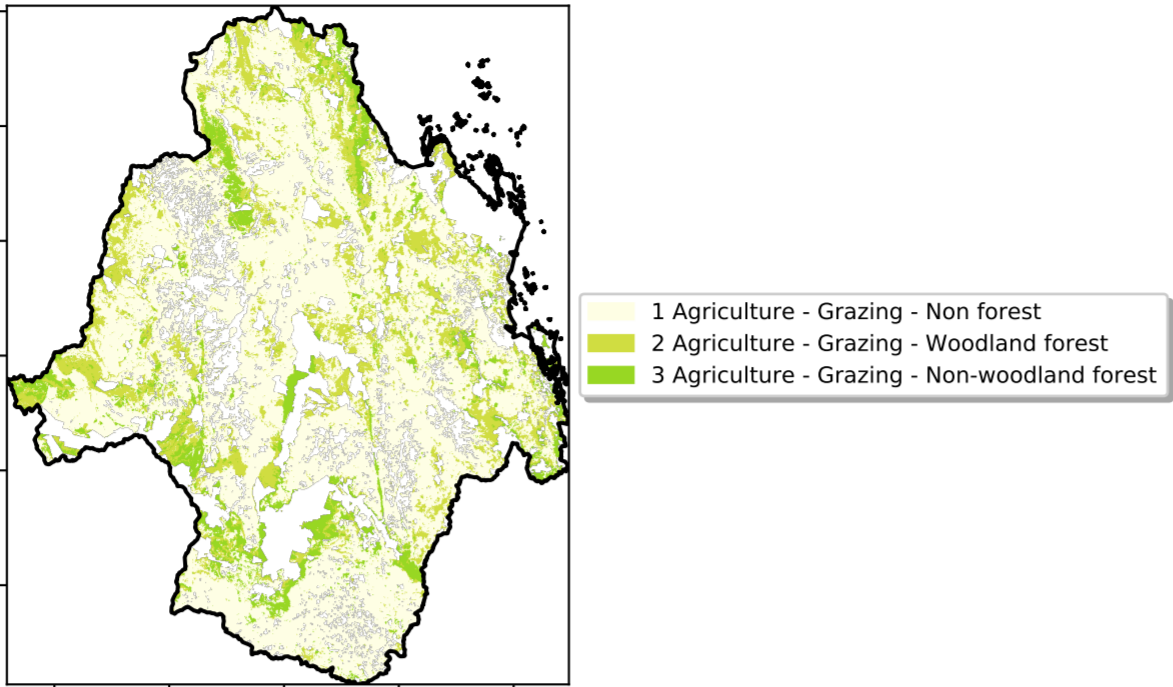 1 Agriculture - Grazing - Non forest
2 Agriculture - Grazing - Woodland forest
3 Agriculture - Grazing - Non-woodland forest